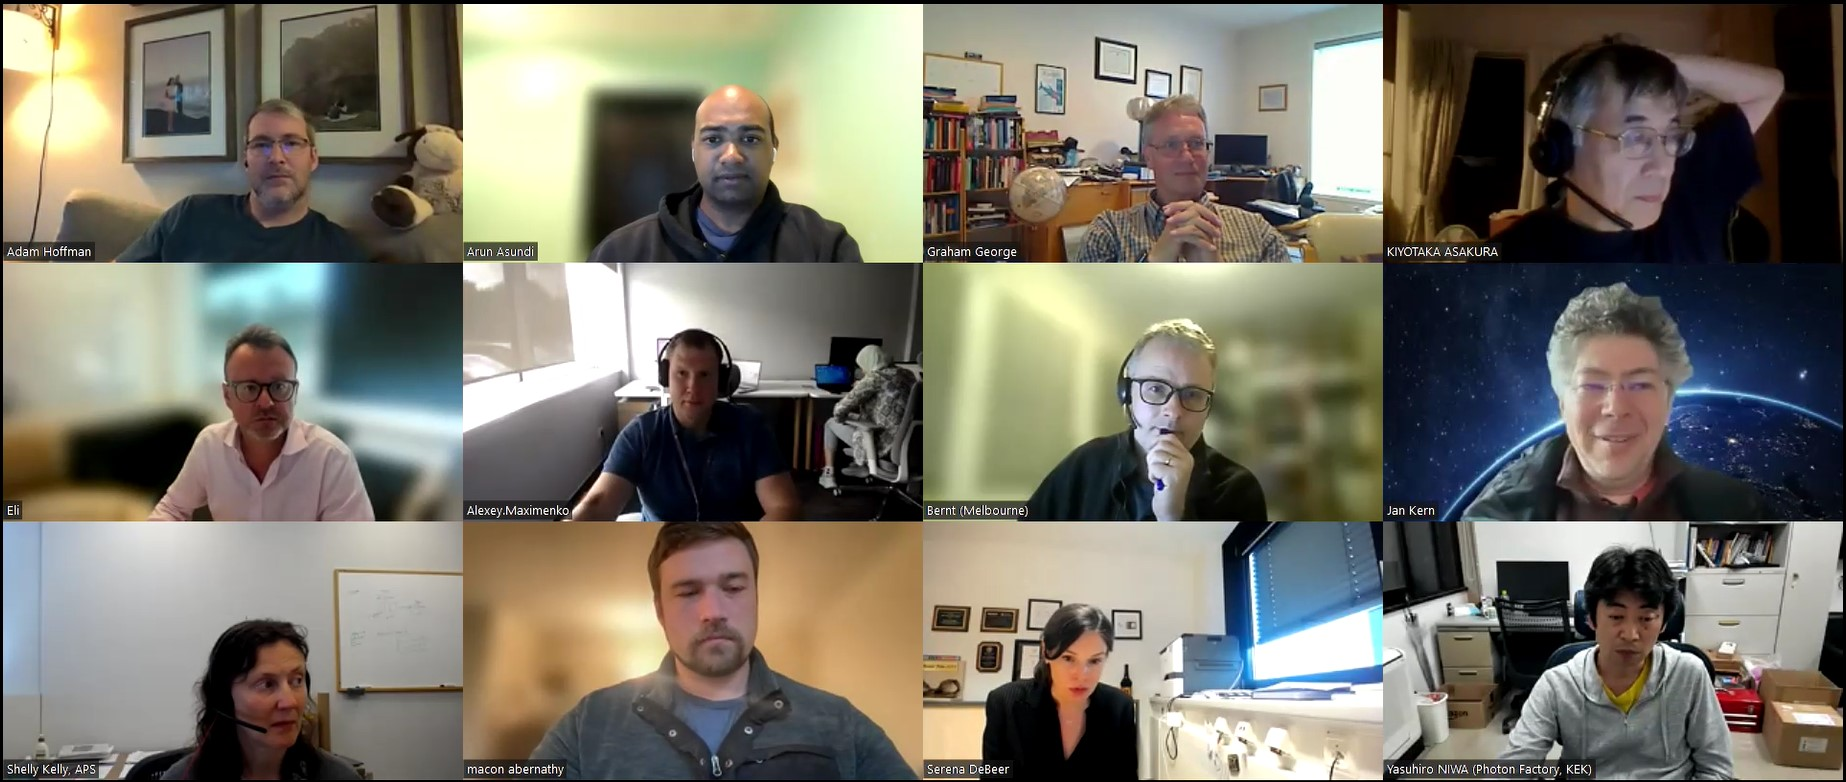 Adam Hoffman
Arun Asundi
Graham George
KIYOTAKA ASAKURA
Eli
Alexey.Maximenko
Bernt (Melbourne)
Jan Kern
Shelly Kelly, APS
macon abernathy
Serena DeBeer
Yasuhiro NIWA (Photon Factory, KEK)